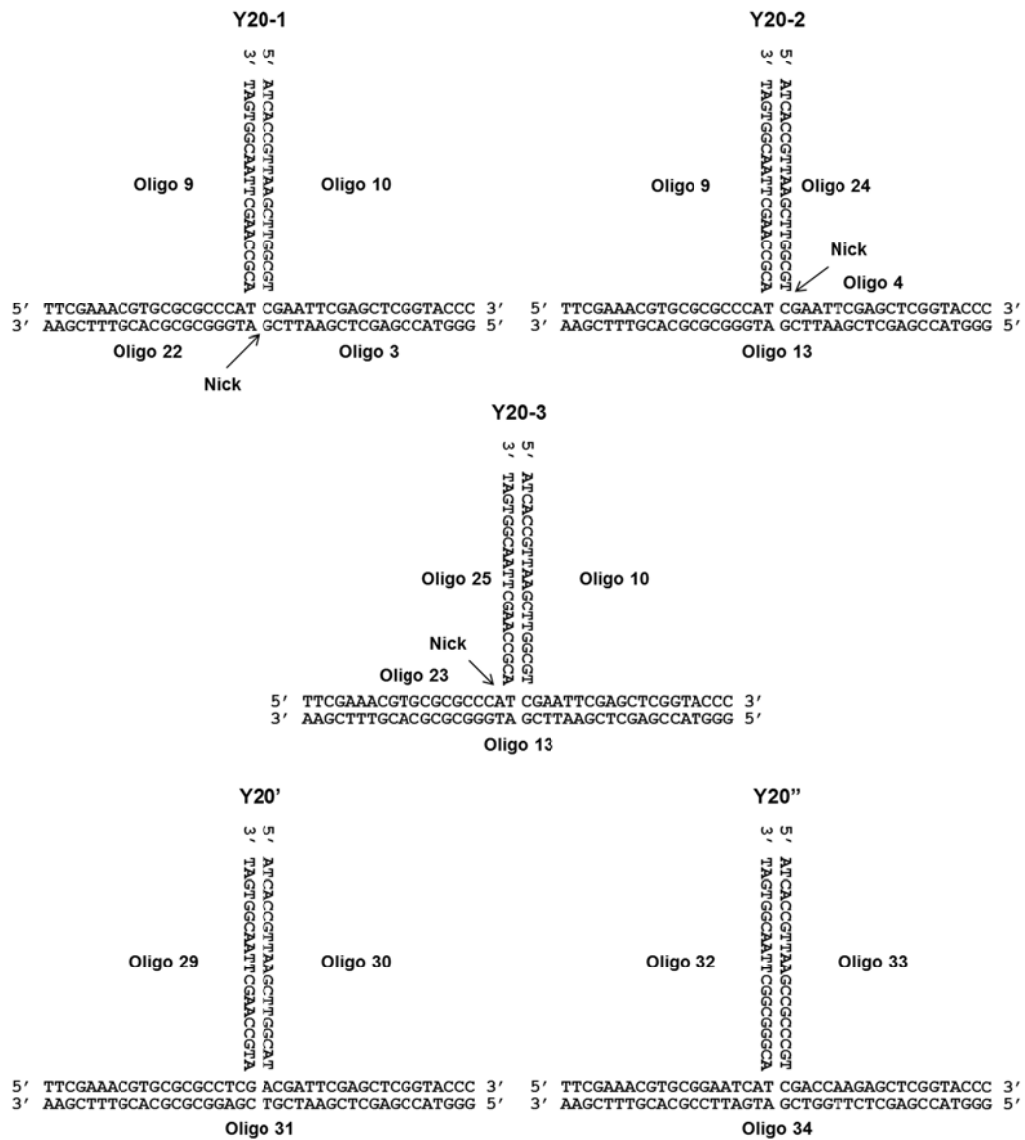 Y20-1
3' TAGTGGCAATTCGAACCGCA
5' ATCACCGTTAAGCTTGGCGT
Oligo 9
Oligo 10
5' TTCGAAACGTGCGCGCCCAT CGAATTCGAGCTCGGTACCC 3'
3' AAGCTTTGCACGCGCGGGTA GCTTAAGCTCGAGCCATGGG 5'
Oligo 22
Oligo 3
Nick
Y20-2
3' TAGTGGCAATTCGAACCGCA
5' ATCACCGTTAAGCTTGGCGT
Oligo 9
Oligo 24
Nick
Oligo 4
5' TTCGAAACGTGCGCGCCCAT CGAATTCGAGCTCGGTACCC 3'
3' AAGCTTTGCACGCGCGGGTA GCTTAAGCTCGAGCCATGGG 5'
Oligo 13
Y20-3
3' TAGTGGCAATTCGAACCGCA
5' ATCACCGTTAAGCTTGGCGT
Oligo 25
Oligo 10
Nick
Oligo 23
5' TTCGAAACGTGCGCGCCCAT CGAATTCGAGCTCGGTACCC 3'
3' AAGCTTTGCACGCGCGGGTA GCTTAAGCTCGAGCCATGGG 5'
Oligo 13
Y20’
3' TAGTGGCAATTCGAACCGTA
5' ATCACCGTTAAGCTTGGCAT
Oligo 29
Oligo 30
5' TTCGAAACGTGCGCGCCTCG ACGATTCGAGCTCGGTACCC 3'
3' AAGCTTTGCACGCGCGGAGC TGCTAAGCTCGAGCCATGGG 5'
Oligo 31
Y20”
3' TAGTGGCAATTCGGCGGGCA
5' ATCACCGTTAAGCCGCCCGT
Oligo 32
Oligo 33
5' TTCGAAACGTGCGGAATCAT CGACCAAGAGCTCGGTACCC 3'
3' AAGCTTTGCACGCCTTAGTA GCTGGTTCTCGAGCCATGGG 5'
Oligo 34